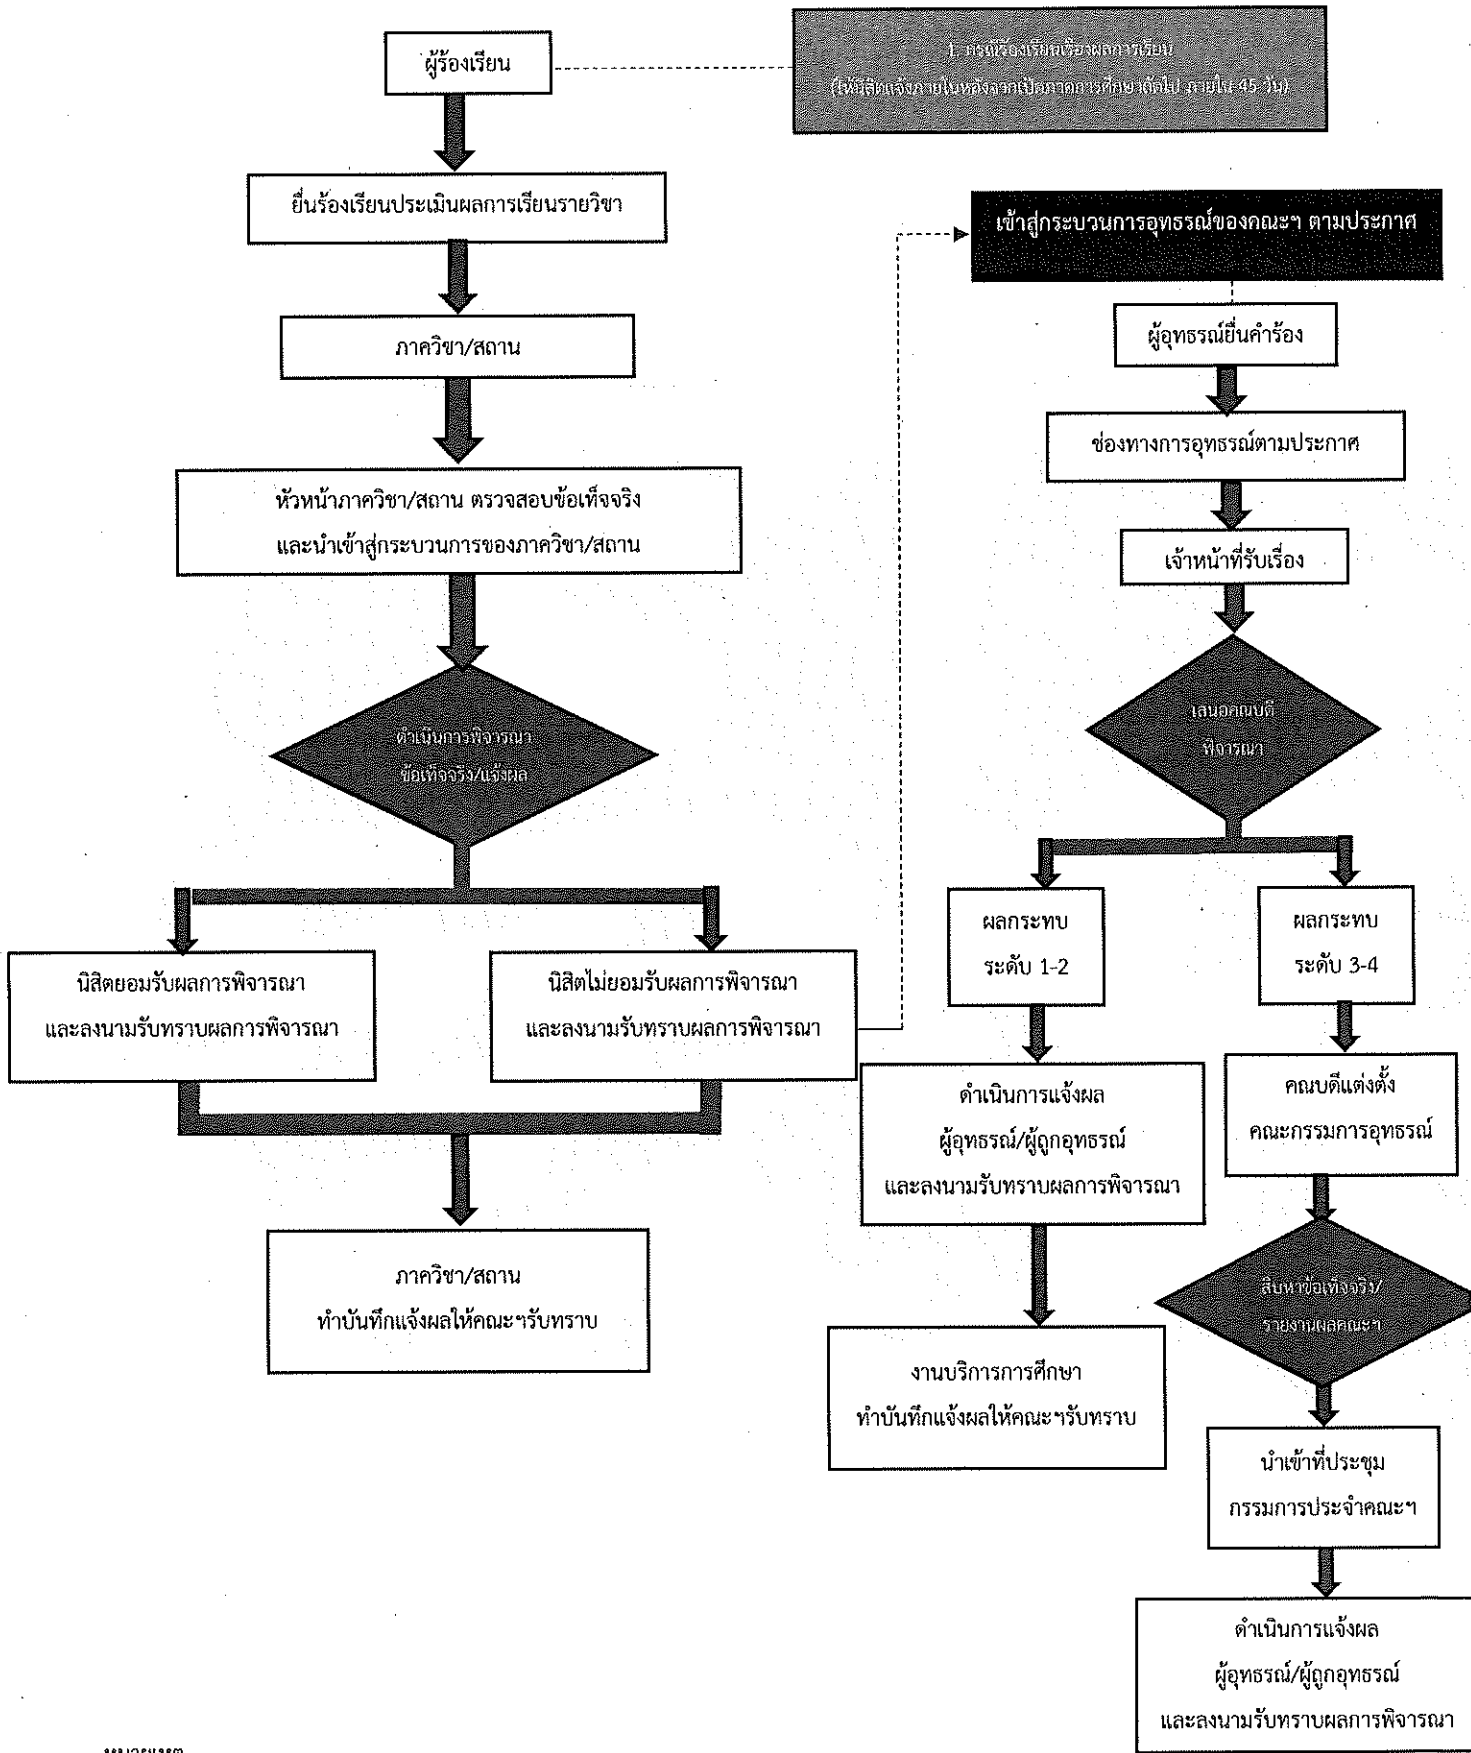 ผู้ร้องเรียน
1. กรณีร้องเรียนเรื่องผลการเรียน
(ให้นิสิตแจ้งภายในหลังจากเปิดภาคการศึกษาถัดไป ภายใน 45 วัน)
ยื่นร้องเรียนประเมินผลการเรียนรายวิชา
ภาควิชา/สถาน
หัวหน้าภาควิชา/สถาน ตรวจสอบข้อเท็จจริง
และนำเข้าสู่กระบวนการของภาควิชา/สถาน
ดำเนินการพิจารณา
ข้อเท็จจริง/แจ้งผล
นิสิตยอมรับผลการพิจารณา
และลงนามรับทราบผลการพิจารณา
นิสิตไม่ยอมรับผลการพิจารณา
และลงนามรับทราบผลการพิจารณา
ภาควิชา/สถาน
ทำบันทึกแจ้งผลให้คณะฯรับทราบ
เข้าสู่กระบวนการอุทธรณ์ของคณะฯ ตามประกาศ
ผู้อุทธรณ์ยื่นคำร้อง
ช่องทางการอุทธรณ์ตามประกาศ
เจ้าหน้าที่รับเรื่อง
เสนอคณบดี
พิจารณา
ผลกระทบ
ระดับ 1-2
ดำเนินการแจ้งผล
ผู้อุทธรณ์/ผู้ถูกอุทธรณ์
และลงนามรับทราบผลการพิจารณา
งานบริการการศึกษา
ทำบันทึกแจ้งผลให้คณะฯรับทราบ
ผลกระทบ
ระดับ 3-4
คณบดีแต่งตั้ง
คณะกรรมการอุทธรณ์
สืบหาข้อเท็จจริง/
รายงานผลคณะฯ
นำเข้าที่ประชุม
กรรมการประจำคณะฯ
ดำเนินการแจ้งผล
ผู้อุทธรณ์/ผู้ถูกอุทธรณ์
และลงนามรับทราบผลการพิจารณา
หมายเหตุ